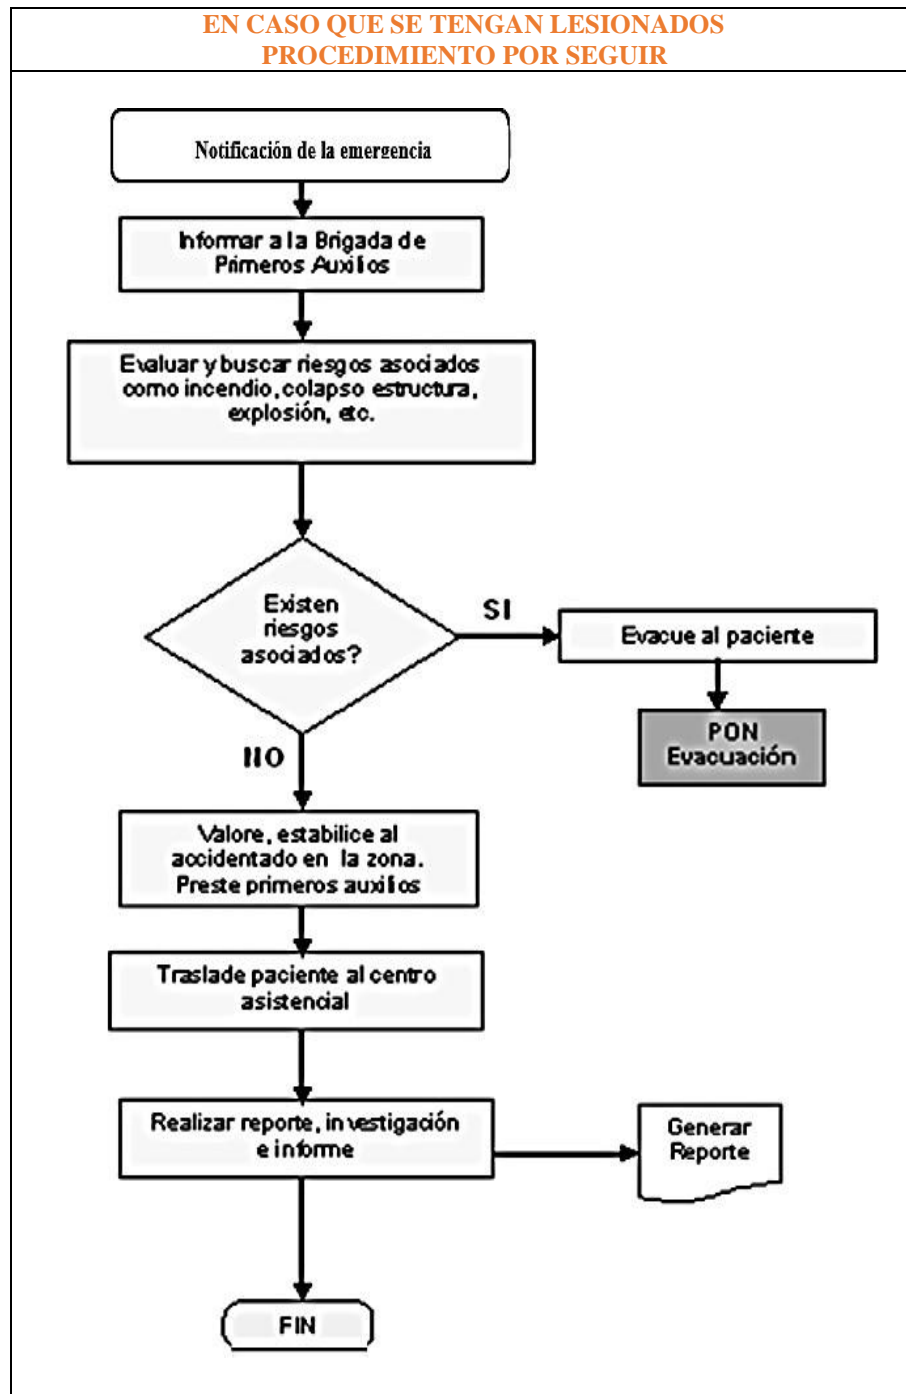 EN CASO QUE SE TENGAN LESIONADOS
PROCEDIMIENTO POR SEGUIR
Notificación de la emergencia
Informar a la Brigada de
Primeros Auxilios
Evaluar y buscar riesgos asociados
como incendio, colapso estructura,
explosión, etc.
Existen
riesgos
asociados?
SI
Evacue al paciente
PON
Evacuación
NO
Valore, estabilice al
accidentado en la zona.
Preste primeros auxilios
Traslade paciente al centro
asistencial
Realizar reporte, investigación
e informe
Generar
Reporte
FIN